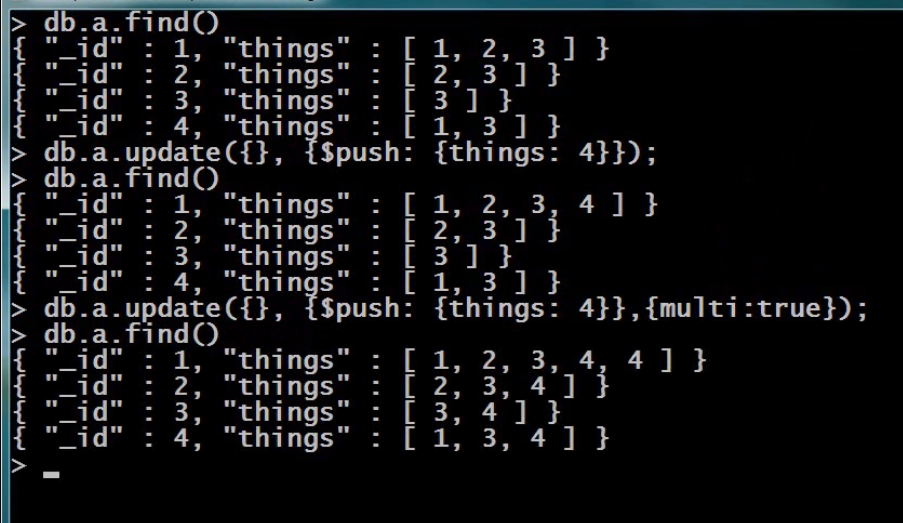 > db.a.find()
{ "_id" : 1, "things" : [ 1, 2, 3 ] }
{ "_id" : 2, "things" : [ 2, 3 ] }
{ "_id" : 3, "things" : [ 3 ] }
{ "_id" : 4, "things" : [ 1, 3 ] }
> db.a.update({}, {$push: {things: 4}});
> db.a.find()
{ "_id" : 1, "things" : [ 1, 2, 3, 4 ] }
{ "_id" : 2, "things" : [ 2, 3 ] }
{ "_id" : 3, "things" : [ 3 ] }
{ "_id" : 4, "things" : [ 1, 3 ] }
> db.a.update({}, {$push: {things: 4}},{multi:true});
> db.a.find()
{ "_id" : 1, "things" : [ 1, 2, 3, 4, 4 ] }
{ "_id" : 2, "things" : [ 2, 3, 4 ] }
{ "_id" : 3, "things" : [ 3, 4 ] }
{ "_id" : 4, "things" : [ 1, 3, 4 ] }
> _